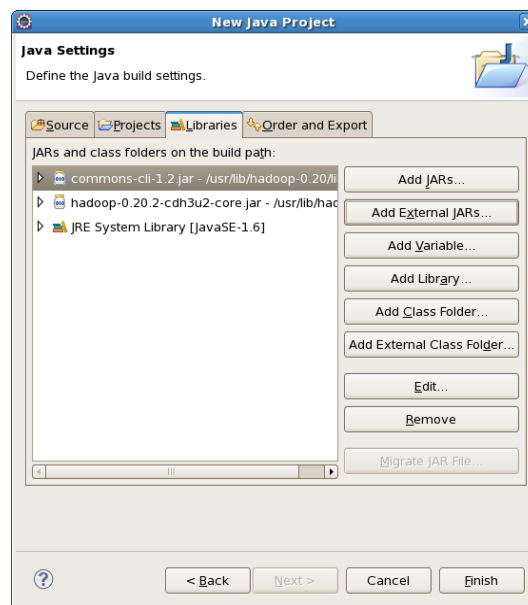 New Java Project
Java Settings
Define the Java build settings.
Source Projects Libraries Order and Export
JARs and class folders on the build path:
commons-cli-1.2.jar - /usr/lib/hadoop-0.20/li
hadoop-0.20.2-cdh3u2-core.jar - /usr/lib/hac
JRE System Library [JavaSE-1.6]
Add JARs...
Add External JARs...
Add Variable...
Add Library...
Add Class Folder...
Add External Class Folder...
Edit...
Remove
Migrate JAR File...
< Back Next > Cancel Finish